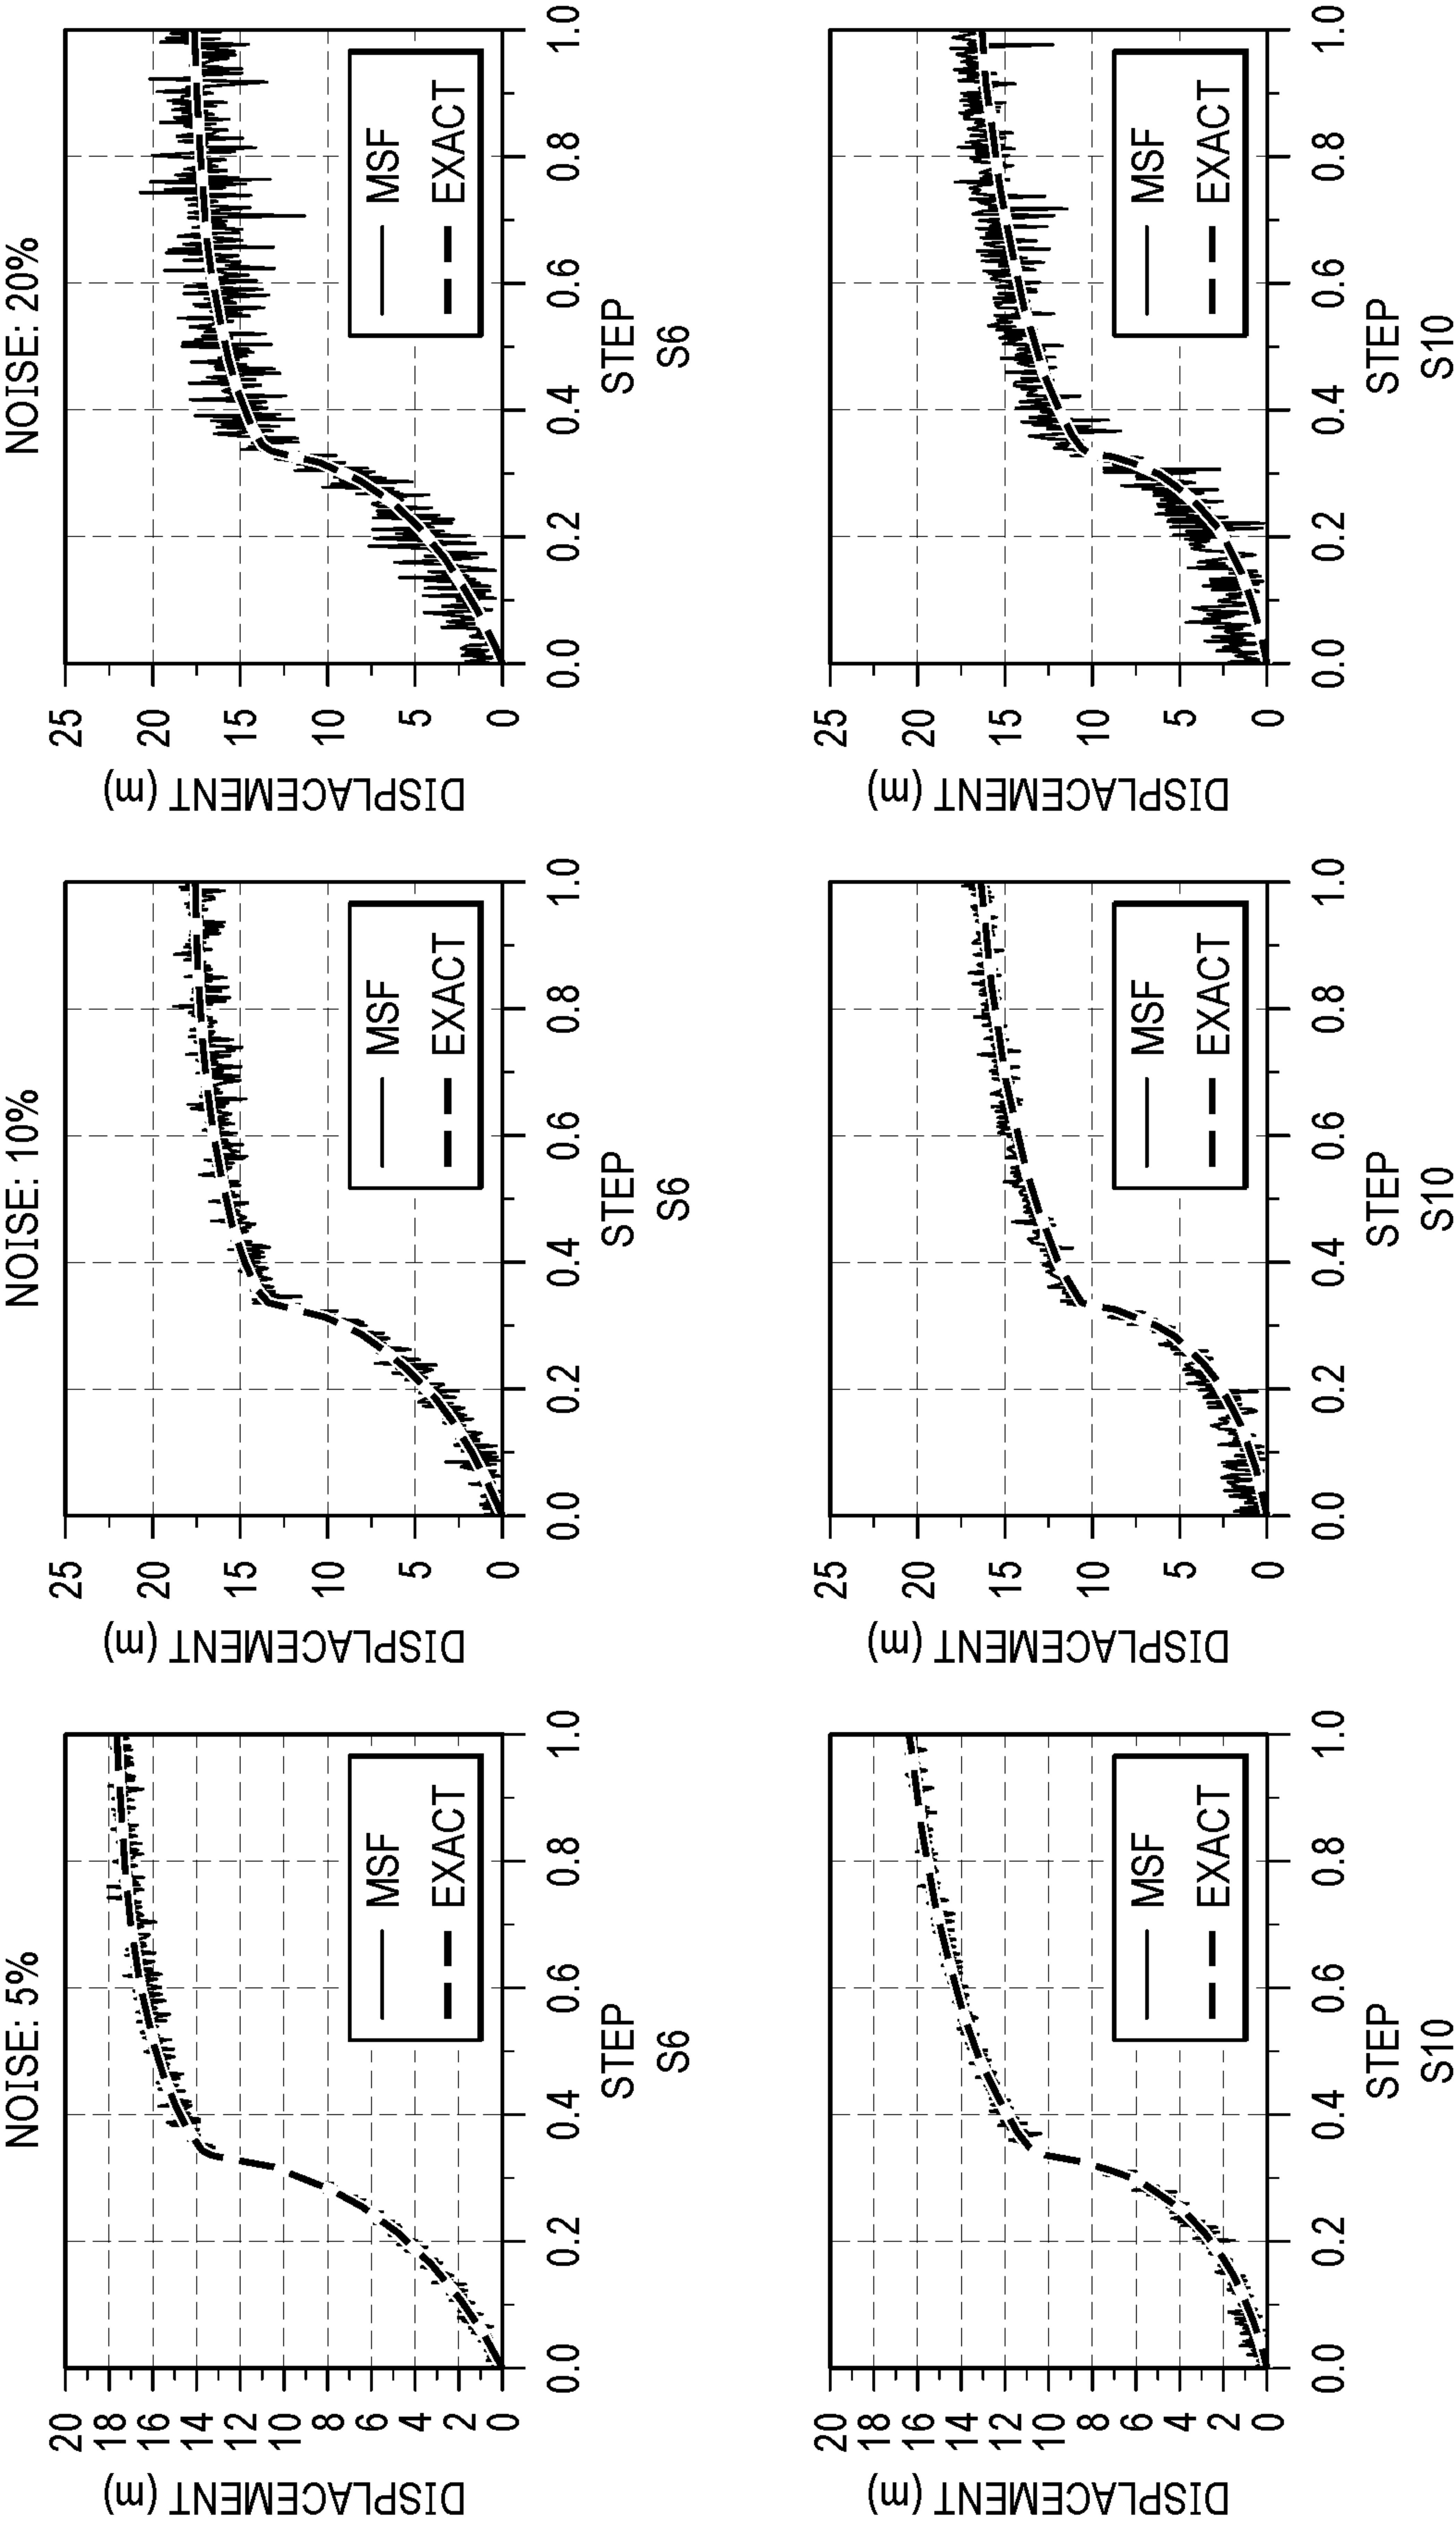 NOISE: 5%
DISPLACEMENT (m)
20
18
16
14
12
10
8
6
4
2
0
MSF
EXACT
0.0 0.2 0.4 0.6 0.8 1.0
STEP
S6
NOISE: 10%
DISPLACEMENT (m)
25
20
15
10
5
0
MSF
EXACT
0.0 0.2 0.4 0.6 0.8 1.0
STEP
S6
NOISE: 20%
DISPLACEMENT (m)
25
20
15
10
5
0
MSF
EXACT
0.0 0.2 0.4 0.6 0.8 1.0
STEP
S6
DISPLACEMENT (m)
20
18
16
14
12
10
8
6
4
2
0
MSF
EXACT
0.0 0.2 0.4 0.6 0.8 1.0
STEP
S10
DISPLACEMENT (m)
25
20
15
10
5
0
MSF
EXACT
0.0 0.2 0.4 0.6 0.8 1.0
STEP
S10
DISPLACEMENT (m)
25
20
15
10
5
0
MSF
EXACT
0.0 0.2 0.4 0.6 0.8 1.0
STEP
S10